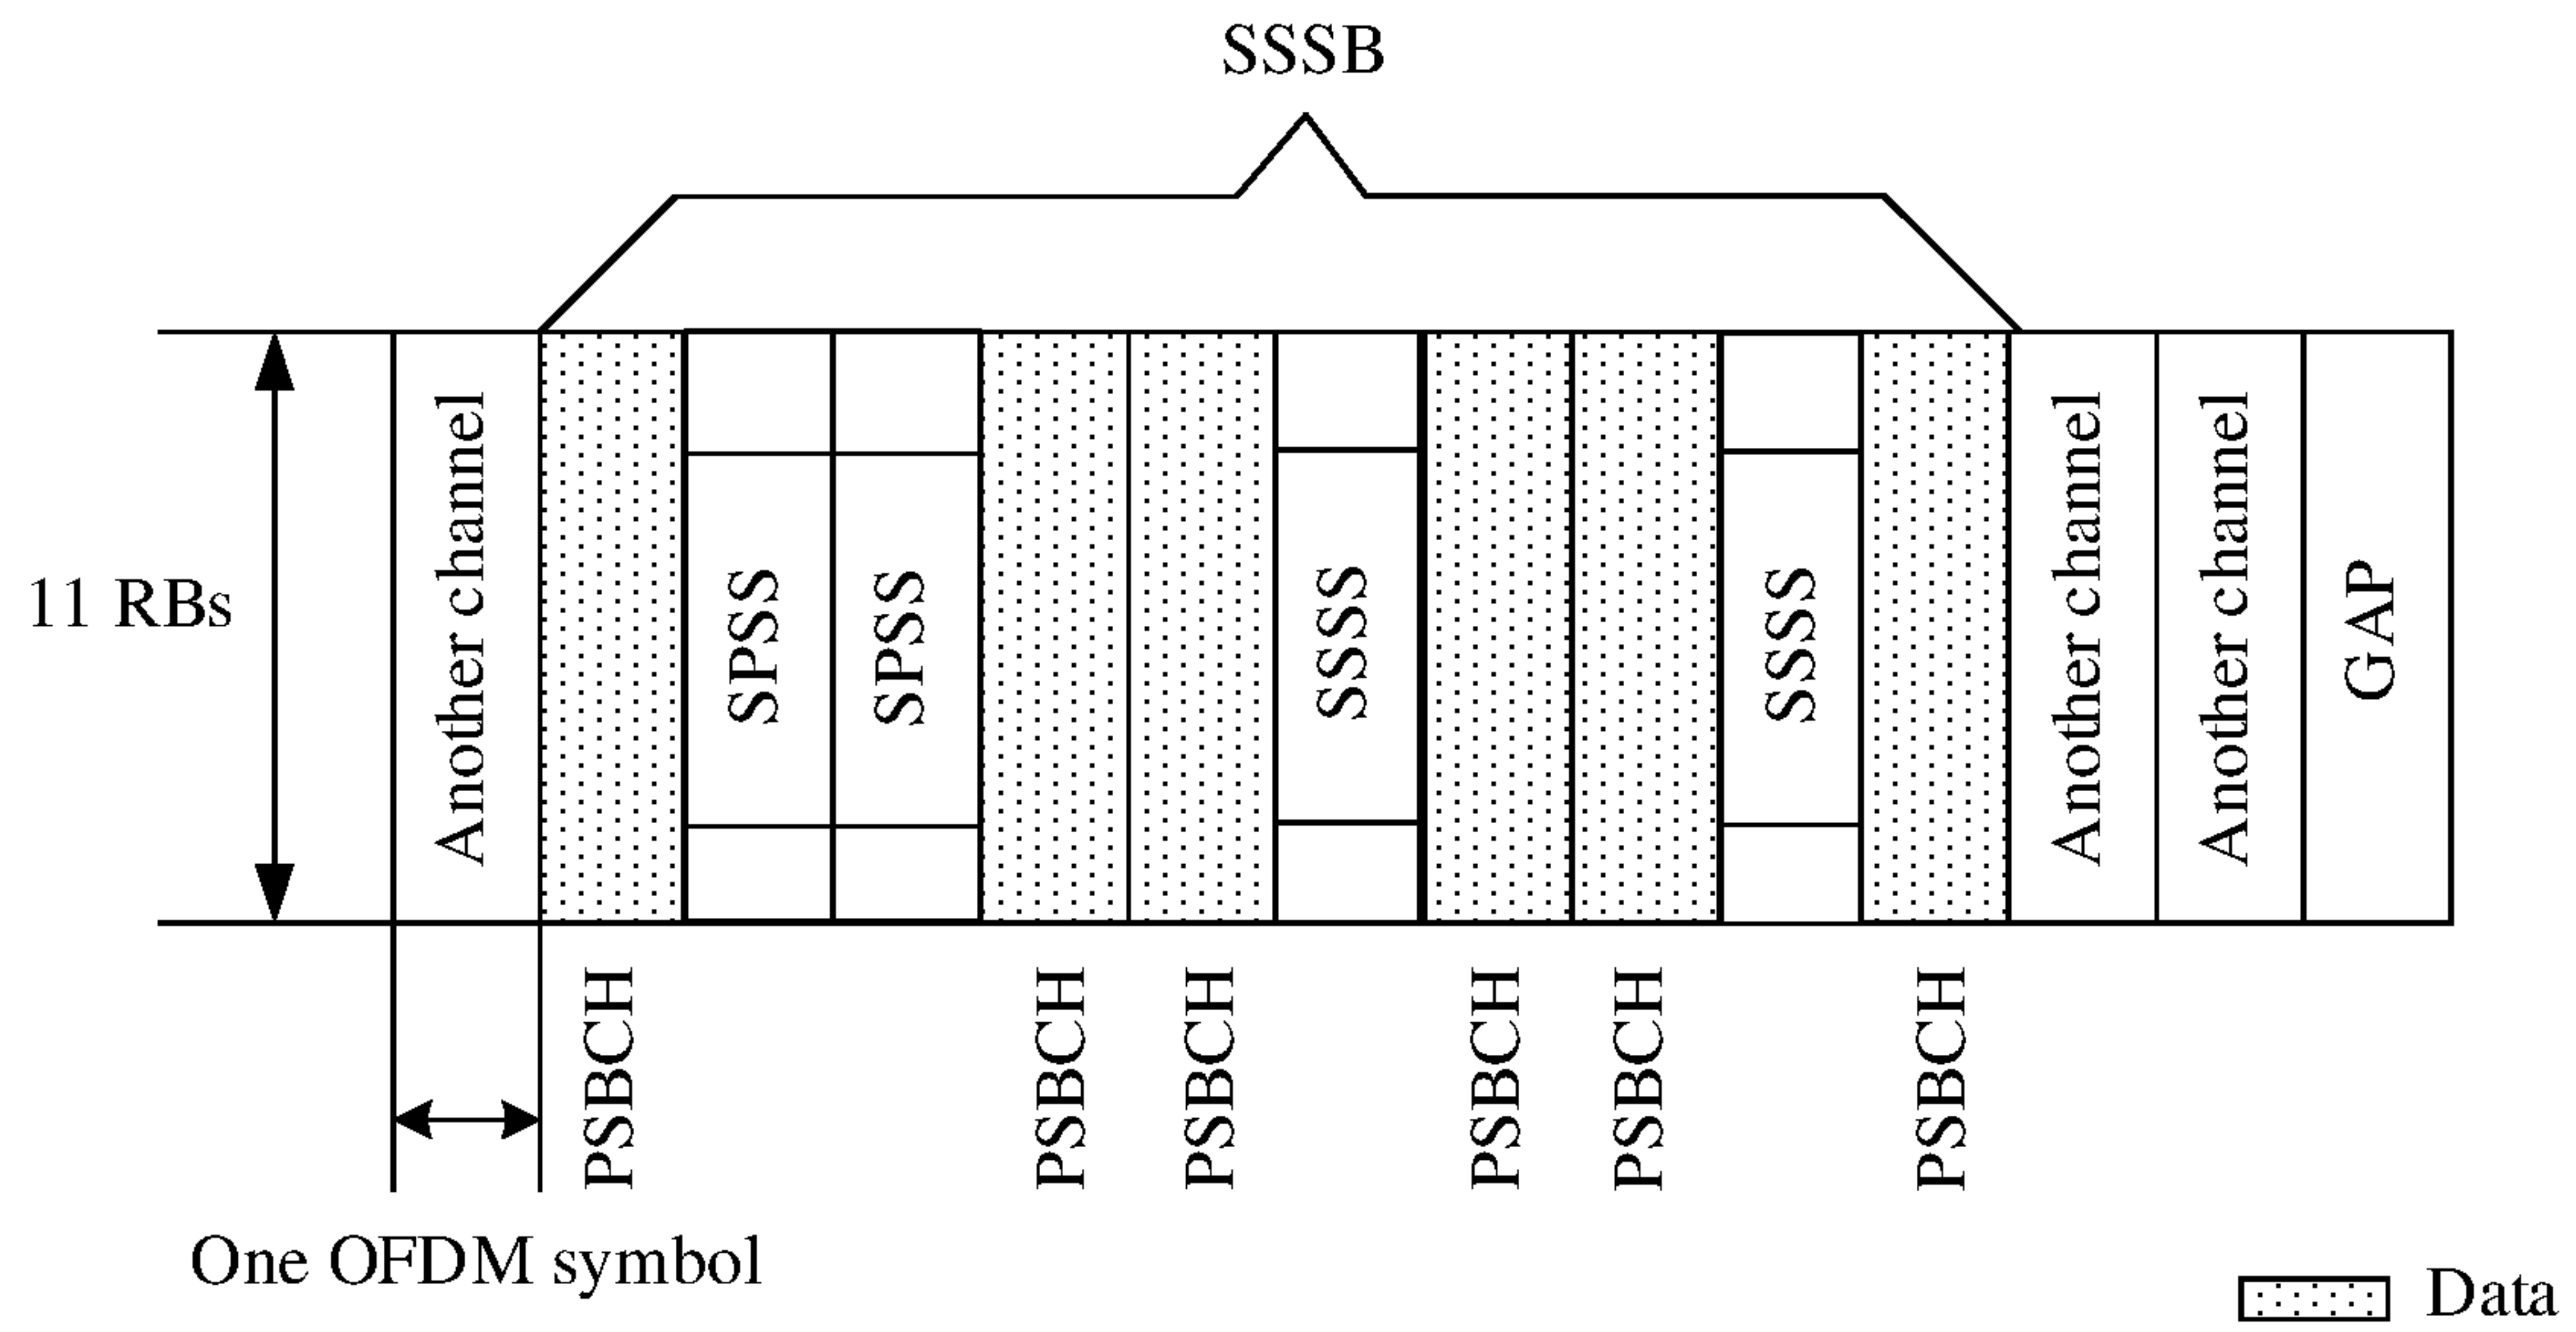 SSSB
11 RBs
Another channel
SPSS
SPSS
SSSS
SSSS
Another channel
Another channel
GAP
PSBCH
PSBCH
PSBCH
PSBCH
PSBCH
PSBCH
One OFDM symbol
Data